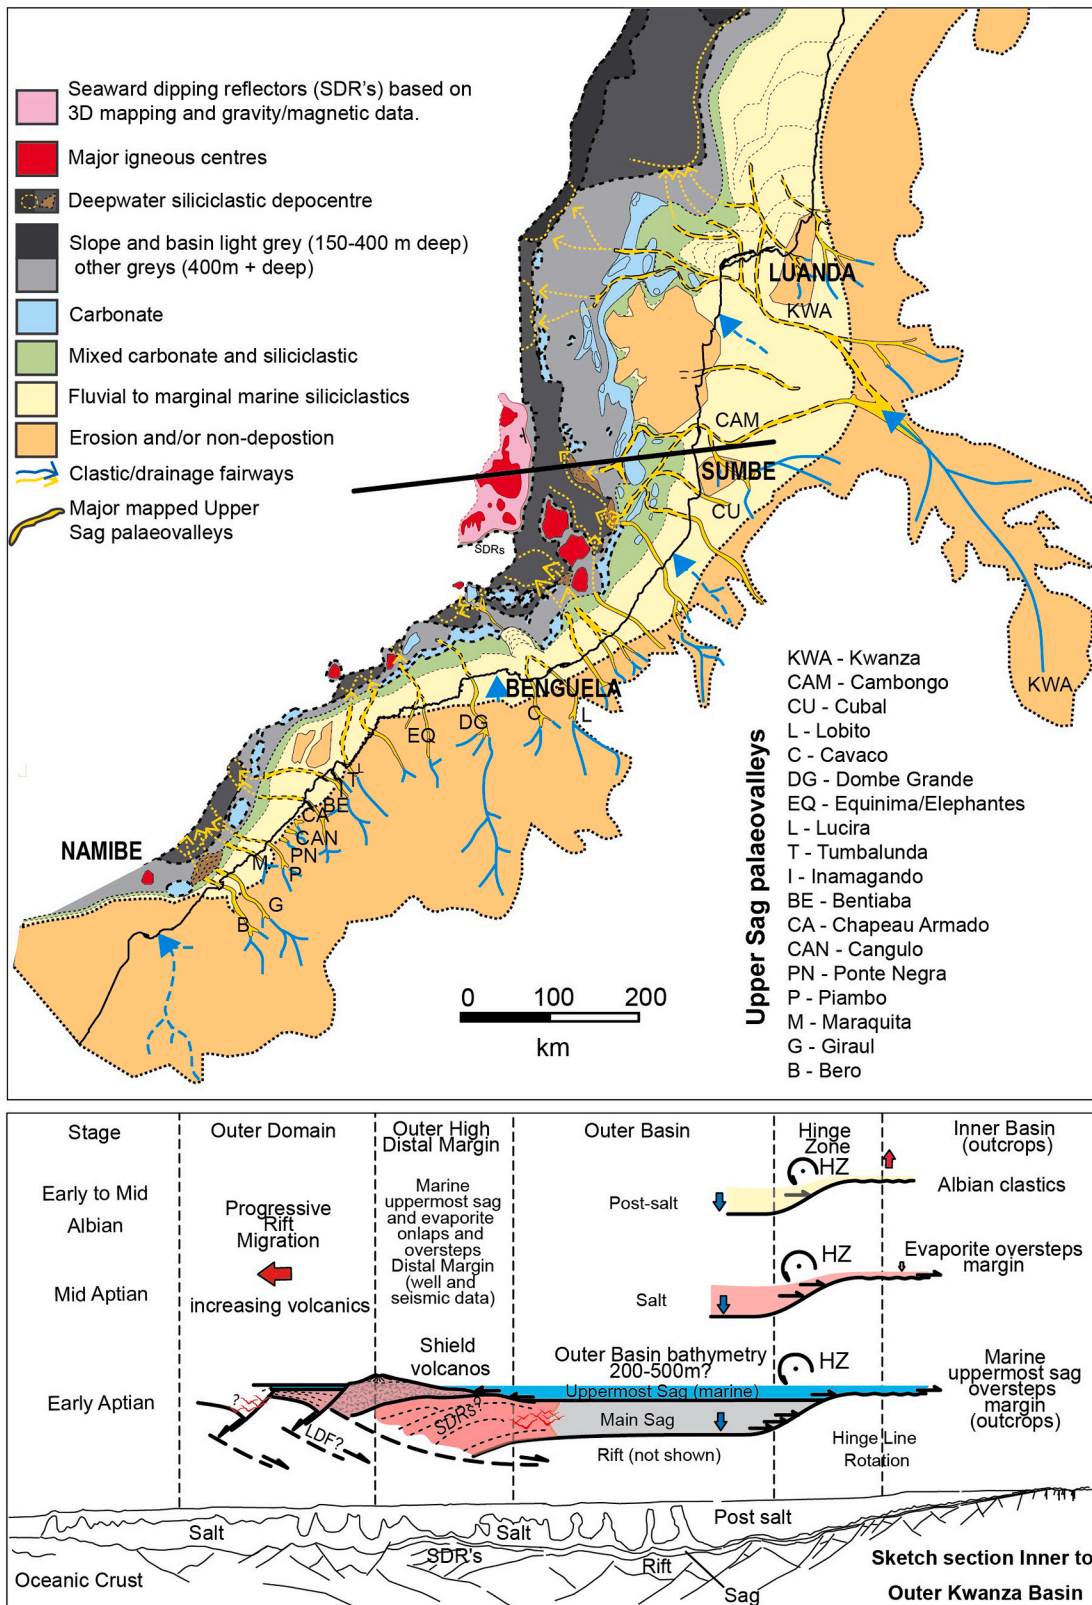 Seaward dipping reflectors (SDR's) based on
3D mapping and gravity/magnetic data.
Major igneous centres
Deepwater siliciclastic depocentre
Slope and basin light grey (150-400 m deep)
other greys (400m + deep)
Carbonate
Mixed carbonate and siliciclastic
Fluvial to marginal marine siliciclastics
Erosion and/or non-depostion
Clastic/drainage fairways
Major mapped Upper
Sag palaeovalleys
LUANDA
KWA
CAM
SUMBE
CU
SDRs
KWA
BENGUELA
L
C
DG
EQ
T
I
BE
CA
CAN
PN
P
M
NAMIBE
G
B
0 100 200
km
Upper Sag palaeovalleys
KWA - Kwanza
CAM - Cambongo
CU - Cubal
L - Lobito
C - Cavaco
DG - Dombe Grande
EQ - Equinima/Elephantes
L - Lucira
T - Tumbalunda
I - Inamagando
BE - Bentiaba
CA - Chapeau Armado
CAN - Cangulo
PN - Ponte Negra
P - Piambo
M - Maraquita
G - Giraul
B - Bero
Stage
Outer Domain
Outer High
Distal Margin
Outer Basin
Hinge
Zone
Inner Basin
(outcrops)
Early to Mid
Albian
Progressive
Rift
Migration
increasing volcanics
Marine
uppermost sag
and evaporite
onlaps and
oversteps
Distal Margin
(well and
seismic data)
Post-salt
HZ
Albian clastics
Mid Aptian
Salt
HZ
Evaporite oversteps
margin
Early Aptian
Shield
volcanos
Outer Basin bathymetry
200-500m?
HZ
Uppermost Sag (marine)
Main Sag
Rift (not shown)
Hinge Line
Rotation
Marine
uppermost sag
oversteps
margin
(outcrops)
?
LDF?
SDRs?
Salt
Salt
Post salt
SDR's
Rift
Sag
Oceanic Crust
Sketch section Inner to
Outer Kwanza Basin